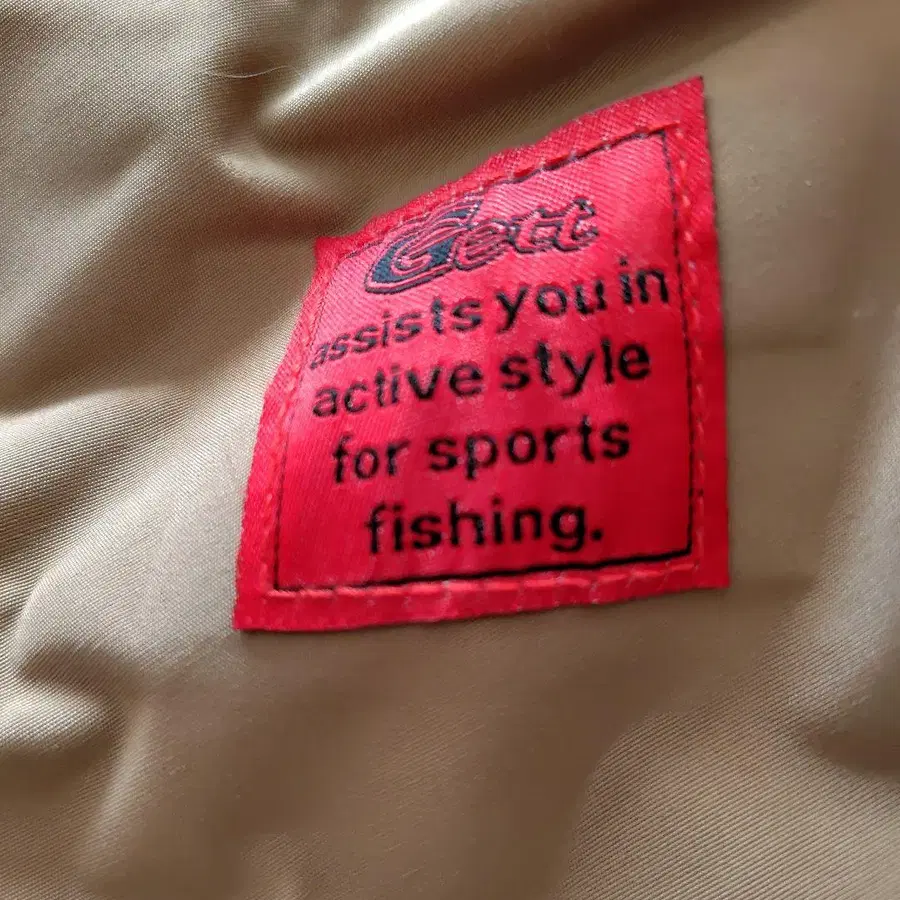 Gett
assists you in
active style
for sports
fishing.